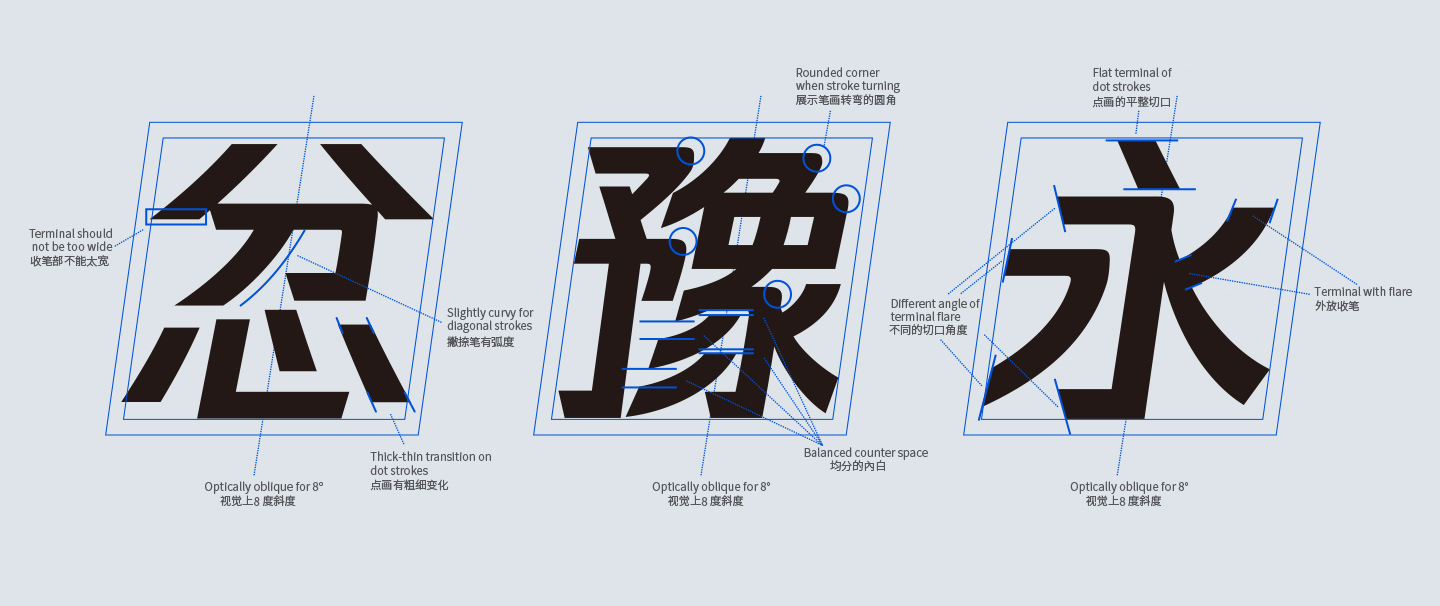 Terminal should
not be too wide
收笔部不能太宽
忿
Slightly curvy for
diagonal strokes
撇捺笔有弧度
Thick-thin transition on
dot strokes
点画有粗细变化
Optically oblique for 8°
视觉上8 度斜度
Rounded corner
when stroke turning
展示笔画转弯的圆角
豫
Balanced counter space
均分的內白
Optically oblique for 8°
视觉上8 度斜度
Flat terminal of
dot strokes
点画的平整切口
Different angle of
terminal flare
不同的切口角度
永
Terminal with flare
外放收笔
Optically oblique for 8°
视觉上8 度斜度